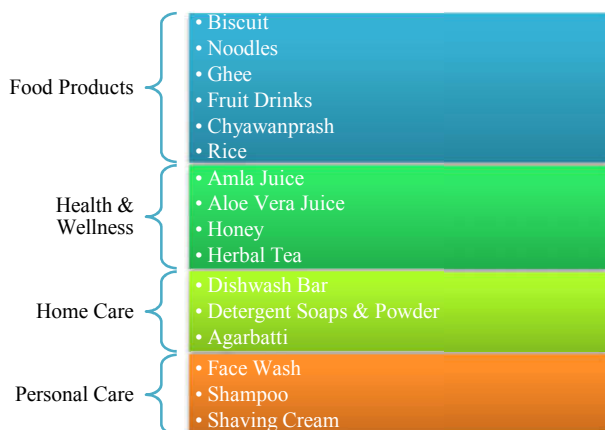 Food Products
• Biscuit
• Noodles
• Ghee
• Fruit Drinks
• Chyawanprash
• Rice
Health &
Wellness
• Amla Juice
• Aloe Vera Juice
• Honey
• Herbal Tea
Home Care
• Dishwash Bar
• Detergent Soaps & Powder
• Agarbatti
Personal Care
• Face Wash
• Shampoo
• Shaving Cream